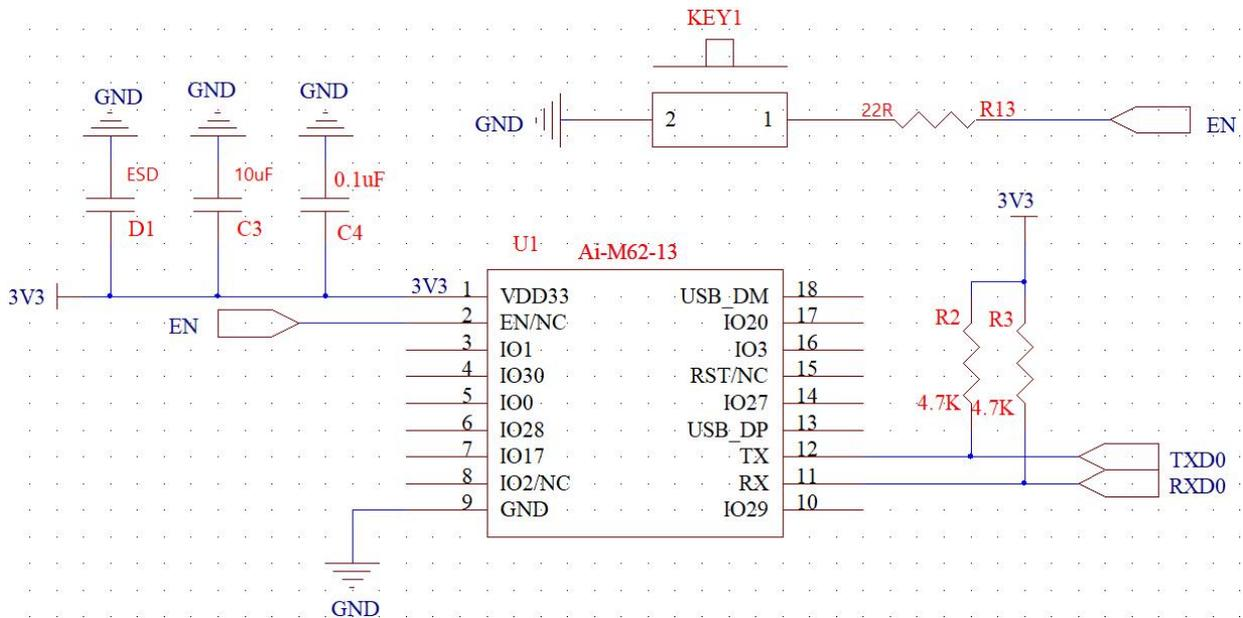 KEY1
GND
GND
GND
GND
2
1
22R
R13
EN
ESD
10uF
0.1uF
D1
C3
C4
3V3
U1
Ai-M62-13
3V3
3V3
1
VDD33
USB_DM
18
EN
2
EN/NC
IO20
17
3
IO1
IO3
16
R2
R3
4
IO30
RST/NC
15
5
IO0
IO27
14
4.7K
4.7K
6
IO28
USB_DP
13
7
IO17
TX
12
TXD0
8
IO2/NC
RX
11
RXD0
9
GND
IO29
10
GND